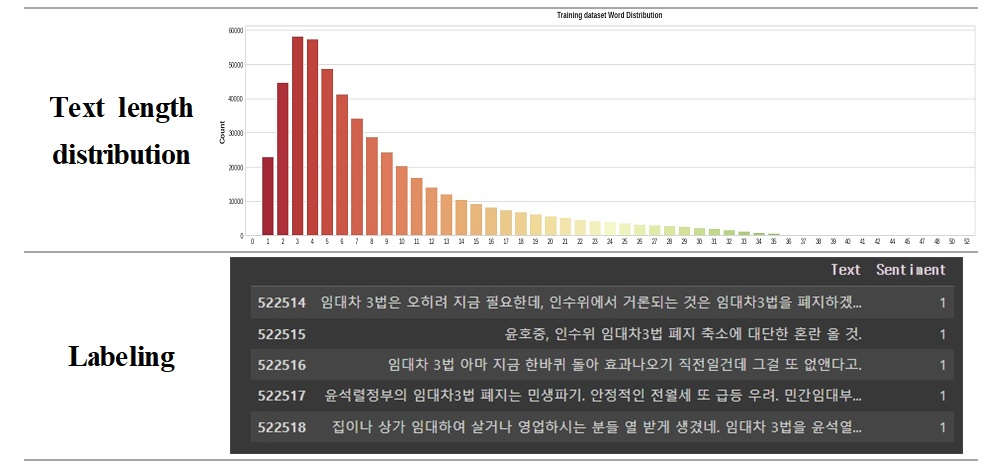 Training dataset Word Distribution
Text length
distribution
Count
60000
50000
40000
30000
20000
10000
0
0 1 2 3 4 5 6 7 8 9 10 11 12 13 14 15 16 17 18 19 20 21 22 23 24 25 26 27 28 29 30 31 32 33 34 35 36 37 38 39 40 41 42 44 45 47 48 50 52
Labeling
Text Sentiment
522514 임대차 3법은 오히려 지금 필요한데, 인수위에서 거론되는 것은 임대차3법을 폐지하겠... 1
522515 윤호중, 인수위 임대차3법 폐지 축소에 대단한 혼란 올 것. 1
522516 임대차 3법 아마 지금 한바퀴 돌아 효과나오기 직전일건데 그걸 또 없앤다고. 1
522517 윤석렬정부의 임대차3법 폐지는 민생파기. 안정적인 전월세 또 급등 우려. 민간임대부... 1
522518 집이나 상가 임대하여 살거나 영업하시는 분들 열 받게 생겼네. 임대차 3법을 윤석열... 1